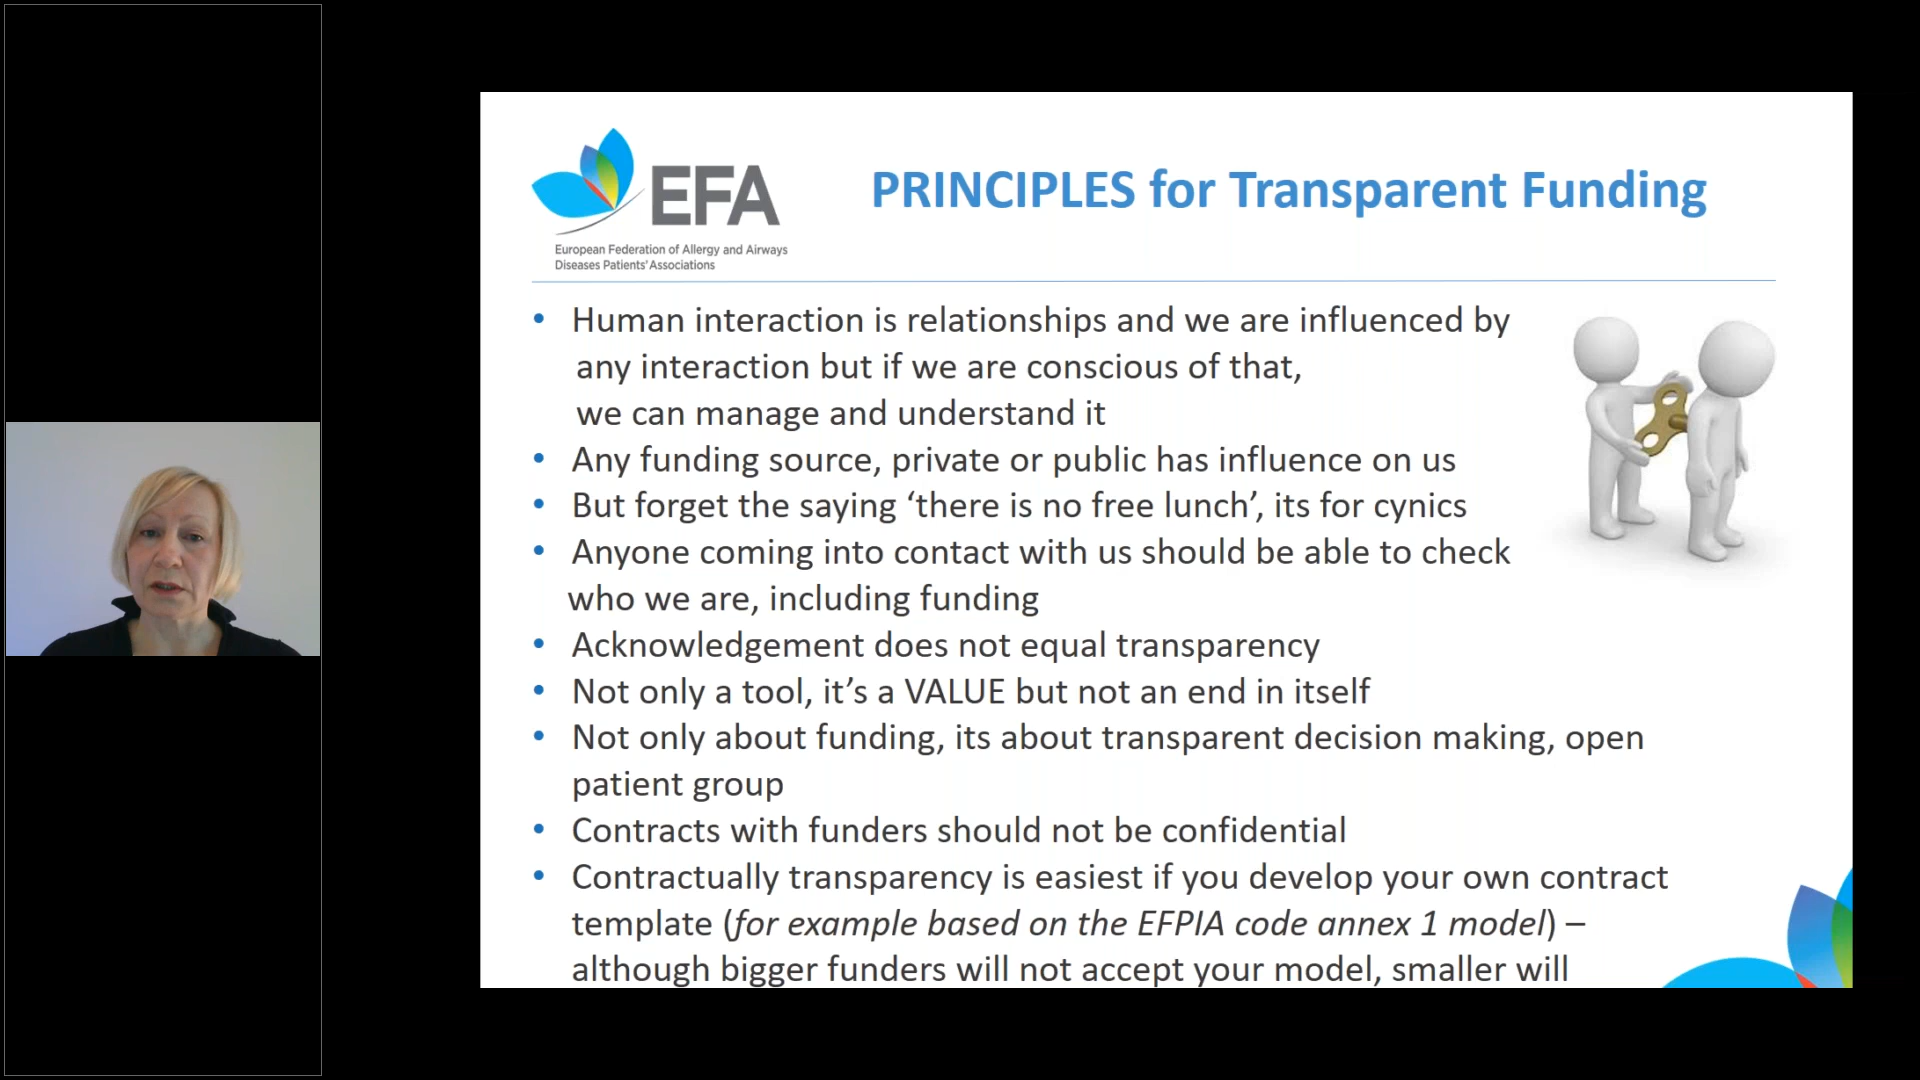 EFA
European Federation of Allergy and Airways
Diseases Patients' Associations
PRINCIPLES for Transparent Funding
• Human interaction is relationships and we are influenced by
any interaction but if we are conscious of that,
we can manage and understand it
• Any funding source, private or public has influence on us
• But forget the saying ‘there is no free lunch’, its for cynics
• Anyone coming into contact with us should be able to check
who we are, including funding
• Acknowledgement does not equal transparency
• Not only a tool, it’s a VALUE but not an end in itself
• Not only about funding, its about transparent decision making, open
patient group
• Contracts with funders should not be confidential
• Contractually transparency is easiest if you develop your own contract
template (for example based on the EFPIA code annex 1 model) –
although bigger funders will not accept your model, smaller will